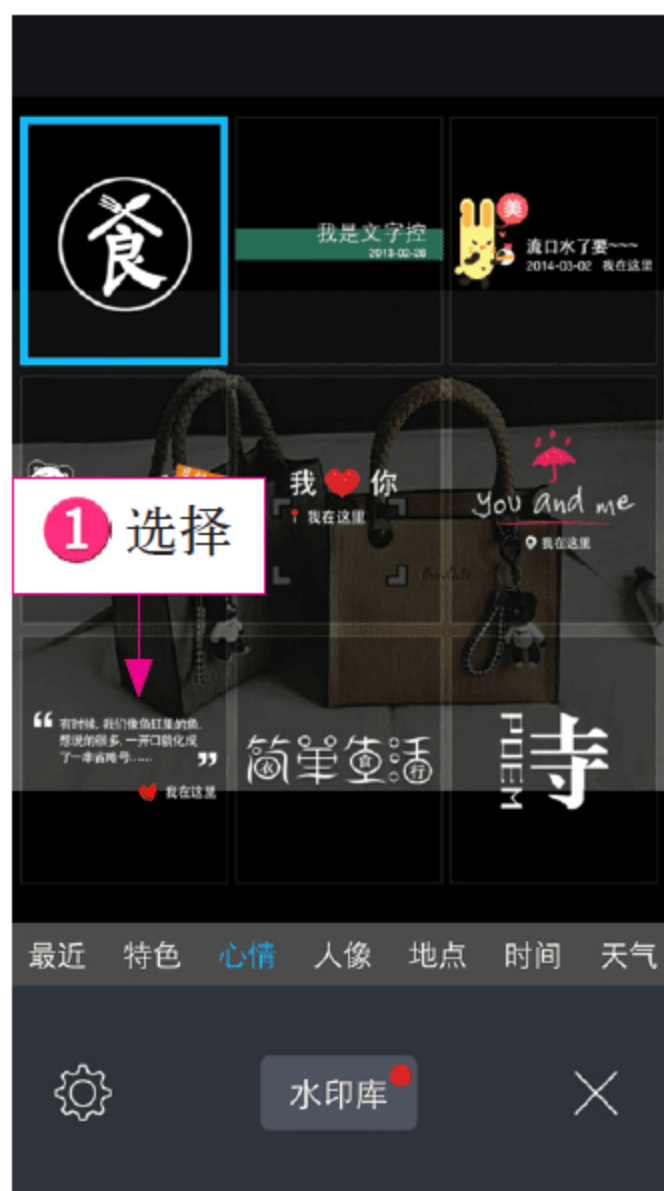 食
我是文字控
2013-02-28
美
流口水了要~~~
2014-03-02 我在这里
我 你
我在这里
You and me
我在这里
1 选择
“ 有时候, 我们像鱼缸里的鱼,
想说的很多, 一开口就化成
了一串省略号…… ”
我在这里
简单生活
衣 食 行
POEM
诗
最近 特色 心情 人像 地点 时间 天气
水印库